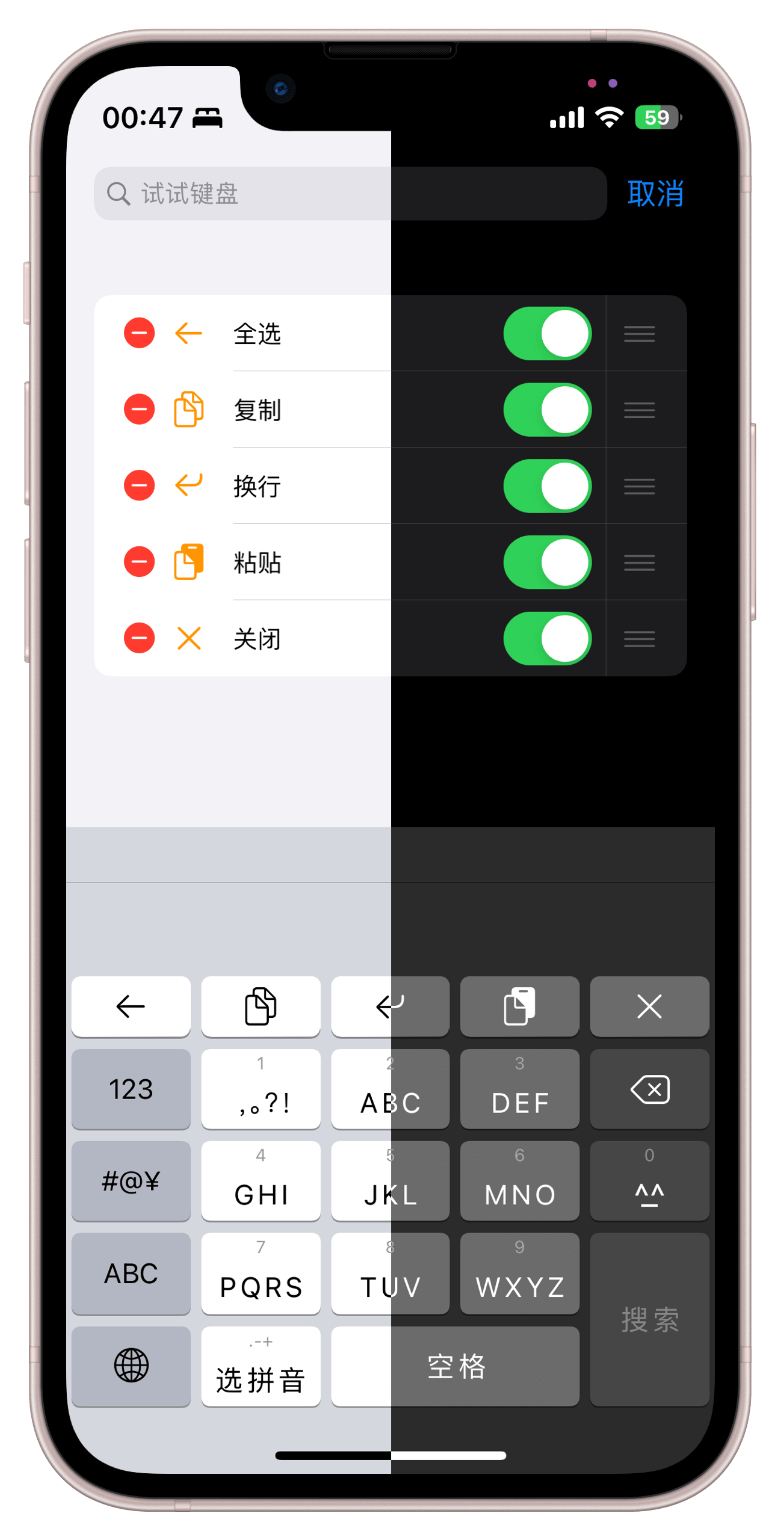 00:47
59
试试键盘
取消
全选
复制
换行
粘贴
关闭
123
1
,。?!
2
ABC
3
DEF
#@¥
4
GHI
5
JKL
6
MNO
0
^^
ABC
7
PQRS
8
TUV
9
WXYZ
搜索
.-+
选拼音
空格